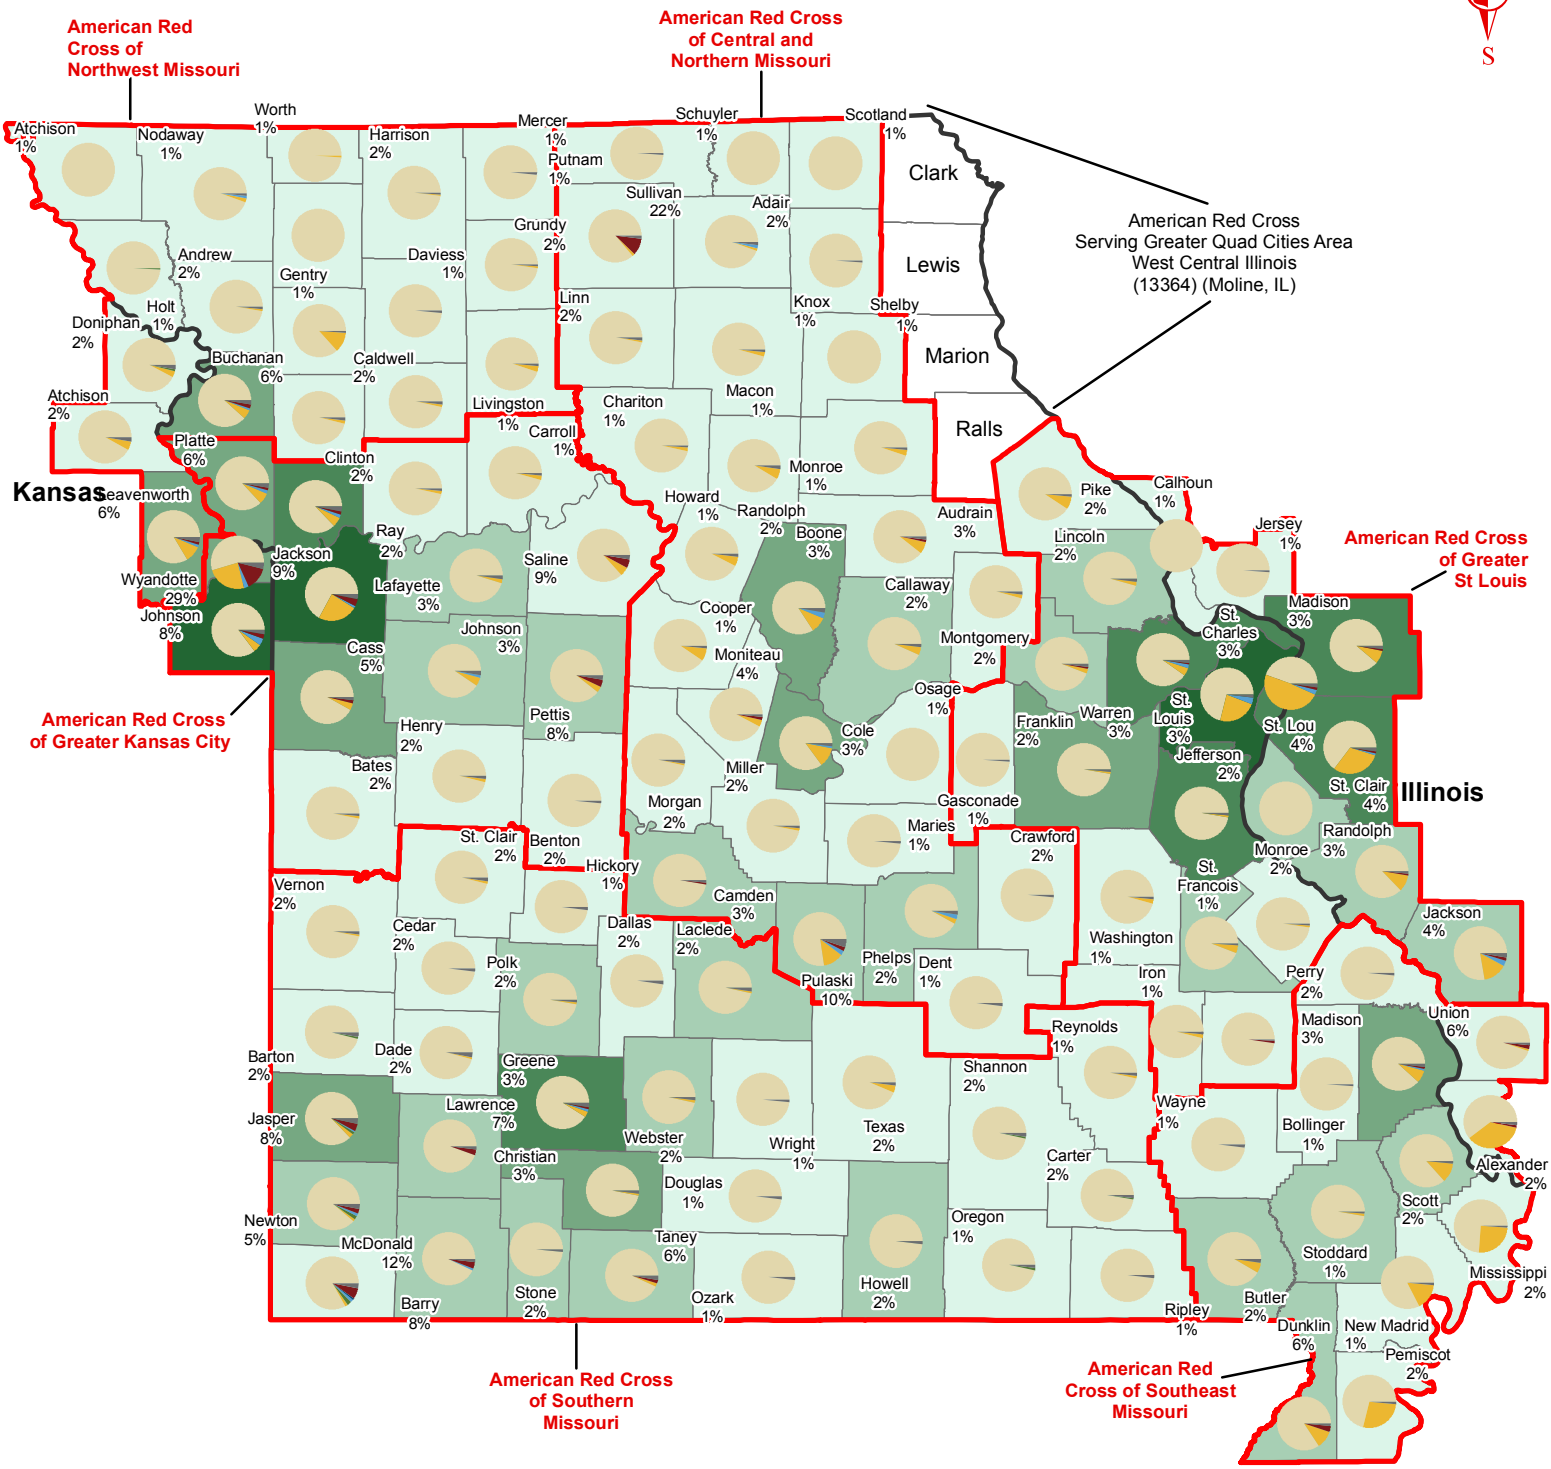 American Red
Cross of
Northwest Missouri
American Red Cross
of Central and
Northern Missouri
S
Atchison
1%
Nodaway
1%
Worth
1%
Harrison
2%
Mercer
1%
Putnam
1%
Schuyler
1%
Scotland
1%
Clark
Sullivan
22%
Adair
2%
Grundy
2%
American Red Cross
Serving Greater Quad Cities Area
West Central Illinois
(13364) (Moline, IL)
Andrew
2%
Gentry
1%
Daviess
1%
Lewis
Holt
1%
Linn
2%
Knox
1%
Shelby
1%
Doniphan
2%
Buchanan
6%
Caldwell
2%
Marion
Atchison
2%
Livingston
1%
Chariton
1%
Macon
1%
Ralls
Platte
6%
Clinton
2%
Carroll
1%
Monroe
1%
Kansas
Leavenworth
6%
Howard
1%
Randolph
2%
Audrain
3%
Pike
2%
Calhoun
1%
Jersey
1%
Ray
2%
Boone
3%
Lincoln
2%
American Red Cross
of Greater
St Louis
Jackson
9%
Saline
9%
Wyandotte
29%
Lafayette
3%
Callaway
2%
Johnson
8%
Cooper
1%
Madison
3%
Johnson
3%
Montgomery
2%
St.
Charles
3%
Cass
5%
Moniteau
4%
American Red Cross
of Greater Kansas City
Henry
2%
Pettis
8%
Osage
1%
Franklin
2%
Warren
3%
St.
Louis
3%
St. Lou
4%
Cole
3%
Bates
2%
Miller
2%
Jefferson
2%
St. Clair
4%
Illinois
Morgan
2%
Gasconade
1%
St. Clair
2%
Benton
2%
Maries
1%
Crawford
2%
Randolph
3%
Monroe
2%
Hickory
1%
Vernon
2%
St.
Francois
1%
Camden
3%
Cedar
2%
Dallas
2%
Laclede
2%
Jackson
4%
Washington
1%
Polk
2%
Phelps
2%
Dent
1%
Iron
1%
Perry
2%
Pulaski
10%
Barton
2%
Dade
2%
Reynolds
1%
Madison
3%
Union
6%
Greene
3%
Shannon
2%
Jasper
8%
Lawrence
7%
Wayne
1%
Webster
2%
Wright
1%
Texas
2%
Bollinger
1%
Christian
3%
Carter
2%
Alexander
2%
Douglas
1%
Newton
5%
Scott
2%
Oregon
1%
McDonald
12%
Taney
6%
Stoddard
1%
Mississippi
2%
Barry
8%
Stone
2%
Ozark
1%
Howell
2%
Ripley
1%
Butler
2%
Dunklin
6%
New Madrid
1%
Pemiscot
2%
American Red Cross
of Southern
Missouri
American Red
Cross of Southeast
Missouri